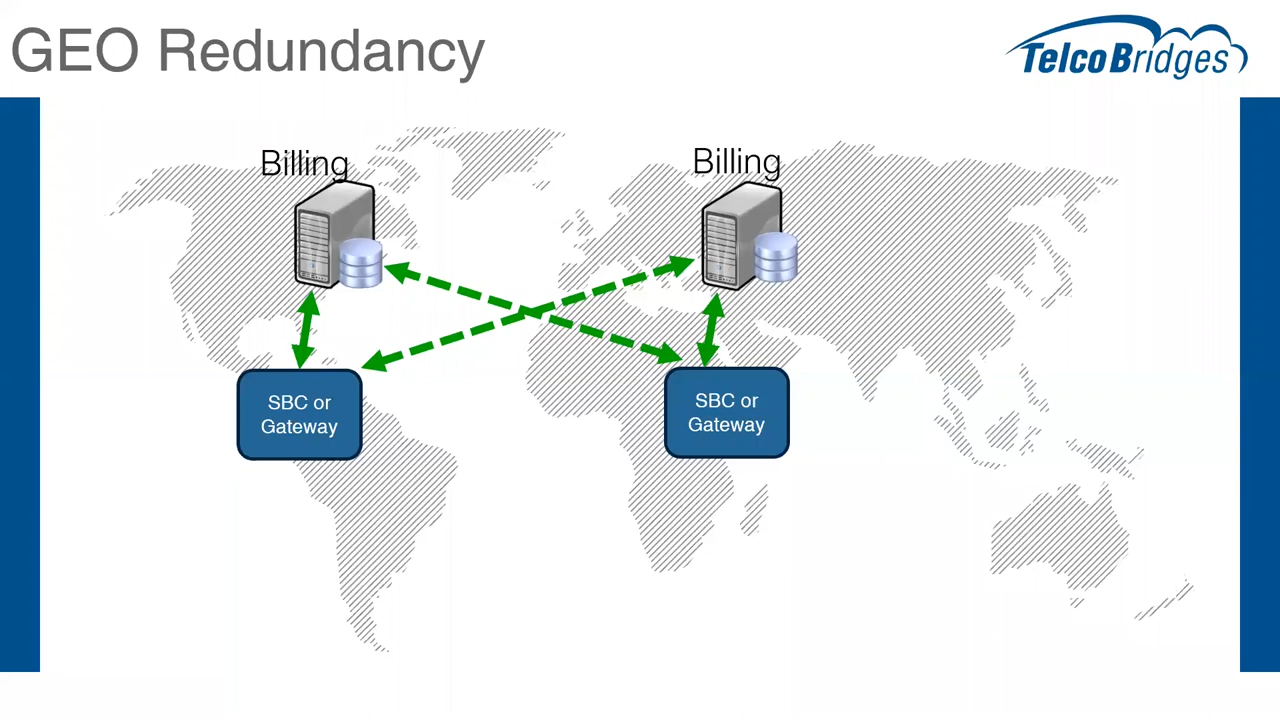 GEO Redundancy
TelcoBridges
Billing
Billing
SBC or
Gateway
SBC or
Gateway